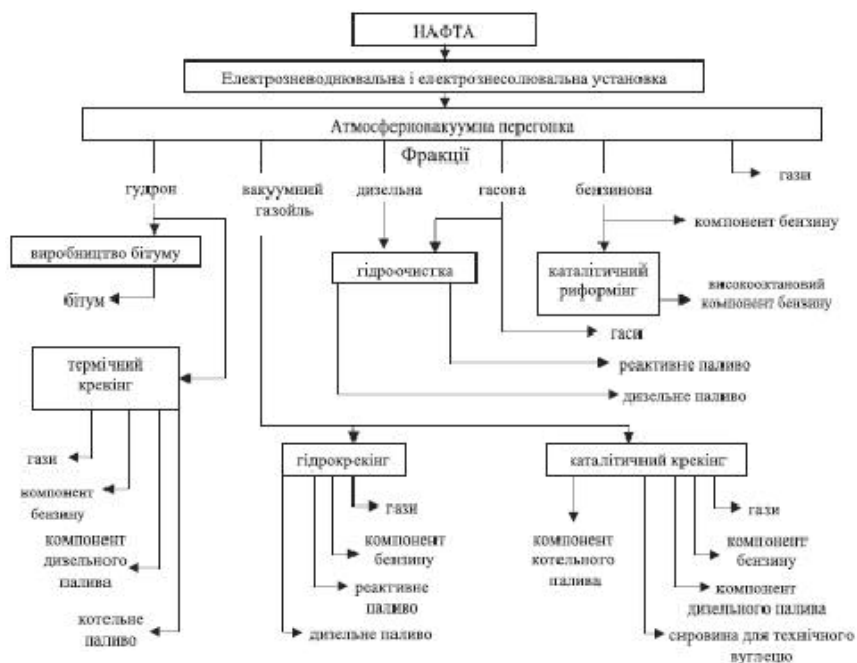 НАФТА
Електрозневоднювальна і електрознесолювальна установка
Атмосферновакуумна перегонка
Фракції
гудрон
вакуумний
газойль
дизельна
гасова
бензинова
гази
компонент бензину
виробництво бітуму
гідроочистка
каталітичний
риформінг
високооктановий
компонент бензину
бітум
гаси
реактивне паливо
дизельне паливо
термічний
крекінг
гази
компонент
бензину
компонент
дизельного
палива
котельне
паливо
гідрокрекінг
гази
компонент
бензину
реактивне
паливо
дизельне паливо
каталітичний крекінг
компонент
котельного
палива
гази
компонент
бензину
компонент
дизельного палива
сировина для технічного
вуглецю